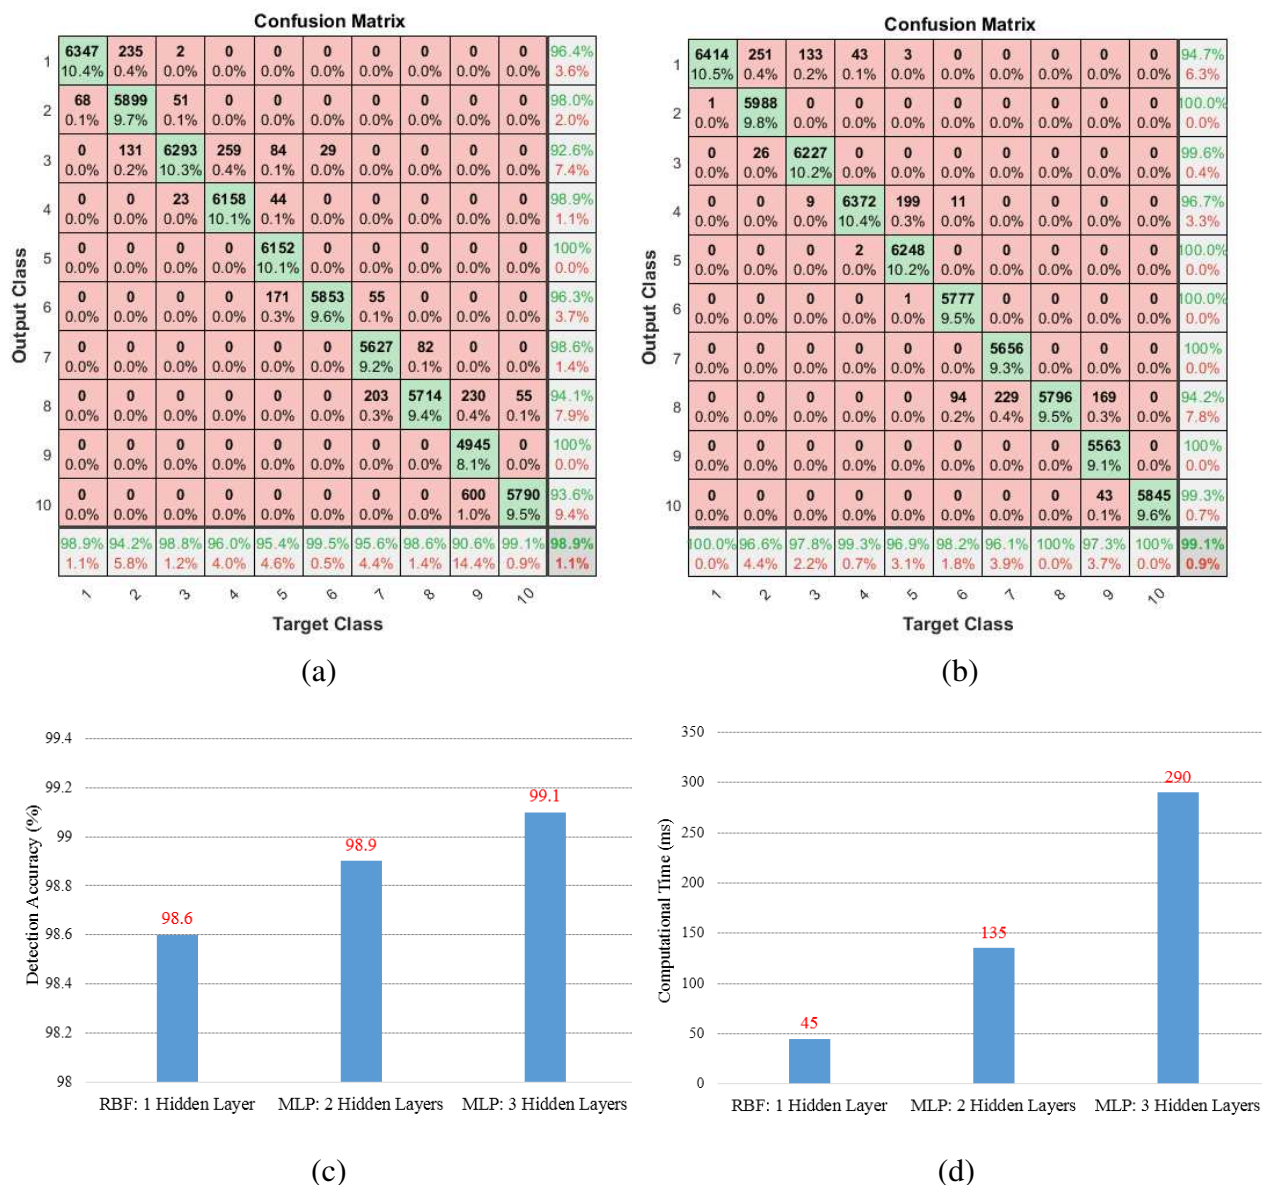 Confusion Matrix
1 6347 235 2 0 0 0 0 0 0 0 96.4%
10.4% 0.4% 0.0% 0.0% 0.0% 0.0% 0.0% 0.0% 0.0% 0.0% 3.6%
2 68 5899 51 0 0 0 0 0 0 0 98.0%
0.1% 9.7% 0.1% 0.0% 0.0% 0.0% 0.0% 0.0% 0.0% 0.0% 2.0%
3 0 131 6293 259 84 29 0 0 0 0 92.6%
0.0% 0.2% 10.3% 0.4% 0.1% 0.0% 0.0% 0.0% 0.0% 0.0% 7.4%
4 0 0 23 6158 44 0 0 0 0 0 98.9%
0.0% 0.0% 0.0% 10.1% 0.1% 0.0% 0.0% 0.0% 0.0% 0.0% 1.1%
5 0 0 0 0 6152 0 0 0 0 0 100%
0.0% 0.0% 0.0% 0.0% 10.1% 0.0% 0.0% 0.0% 0.0% 0.0% 0.0%
6 0 0 0 0 171 5853 55 0 0 0 96.3%
0.0% 0.0% 0.0% 0.0% 0.3% 9.6% 0.1% 0.0% 0.0% 0.0% 3.7%
7 0 0 0 0 0 0 5627 82 0 0 98.6%
0.0% 0.0% 0.0% 0.0% 0.0% 0.0% 9.2% 0.1% 0.0% 0.0% 1.4%
8 0 0 0 0 0 0 203 5714 230 55 94.1%
0.0% 0.0% 0.0% 0.0% 0.0% 0.0% 0.3% 9.4% 0.4% 0.1% 7.9%
9 0 0 0 0 0 0 0 0 4945 0 100%
0.0% 0.0% 0.0% 0.0% 0.0% 0.0% 0.0% 0.0% 8.1% 0.0% 0.0%
10 0 0 0 0 0 0 0 0 600 5790 93.6%
0.0% 0.0% 0.0% 0.0% 0.0% 0.0% 0.0% 0.0% 1.0% 9.5% 9.4%
98.9% 94.2% 98.8% 96.0% 95.4% 99.5% 95.6% 98.6% 90.6% 99.1% 98.9%
1.1% 5.8% 1.2% 4.0% 4.6% 0.5% 4.4% 1.4% 14.4% 0.9% 1.1%
1 2 3 4 5 6 7 8 9 10
Output Class
Target Class
(a)
Confusion Matrix
1 6414 251 133 43 3 0 0 0 0 0 94.7%
10.5% 0.4% 0.2% 0.1% 0.0% 0.0% 0.0% 0.0% 0.0% 0.0% 6.3%
2 1 5988 0 0 0 0 0 0 0 0 100.0%
0.0% 9.8% 0.0% 0.0% 0.0% 0.0% 0.0% 0.0% 0.0% 0.0% 0.0%
3 0 26 6227 0 0 0 0 0 0 0 99.6%
0.0% 0.0% 10.2% 0.0% 0.0% 0.0% 0.0% 0.0% 0.0% 0.0% 0.4%
4 0 0 9 6372 199 11 0 0 0 0 96.7%
0.0% 0.0% 0.0% 10.4% 0.3% 0.0% 0.0% 0.0% 0.0% 0.0% 3.3%
5 0 0 0 2 6248 0 0 0 0 0 100.0%
0.0% 0.0% 0.0% 0.0% 10.2% 0.0% 0.0% 0.0% 0.0% 0.0% 0.0%
6 0 0 0 0 1 5777 0 0 0 0 100.0%
0.0% 0.0% 0.0% 0.0% 0.0% 9.5% 0.0% 0.0% 0.0% 0.0% 0.0%
7 0 0 0 0 0 0 5656 0 0 0 100%
0.0% 0.0% 0.0% 0.0% 0.0% 0.0% 9.3% 0.0% 0.0% 0.0% 0.0%
8 0 0 0 0 0 94 229 5796 169 0 94.2%
0.0% 0.0% 0.0% 0.0% 0.0% 0.2% 0.4% 9.5% 0.3% 0.0% 7.8%
9 0 0 0 0 0 0 0 0 5563 0 100%
0.0% 0.0% 0.0% 0.0% 0.0% 0.0% 0.0% 0.0% 9.1% 0.0% 0.0%
10 0 0 0 0 0 0 0 0 43 5845 99.3%
0.0% 0.0% 0.0% 0.0% 0.0% 0.0% 0.0% 0.0% 0.1% 9.6% 0.7%
100.0% 96.6% 97.8% 99.3% 96.9% 98.2% 96.1% 100% 97.3% 100% 99.1%
0.0% 4.4% 2.2% 0.7% 3.1% 1.8% 3.9% 0.0% 3.7% 0.0% 0.9%
1 2 3 4 5 6 7 8 9 10
Output Class
Target Class
(b)
Detection Accuracy (%)
99.4
99.2
99
98.8
98.6
98.4
98.2
98
98.6
98.9
99.1
RBF: 1 Hidden Layer MLP: 2 Hidden Layers MLP: 3 Hidden Layers
(c)
Computational Time (ms)
350
300
250
200
150
100
50
0
45
135
290
RBF: 1 Hidden Layer MLP: 2 Hidden Layers MLP: 3 Hidden Layers
(d)